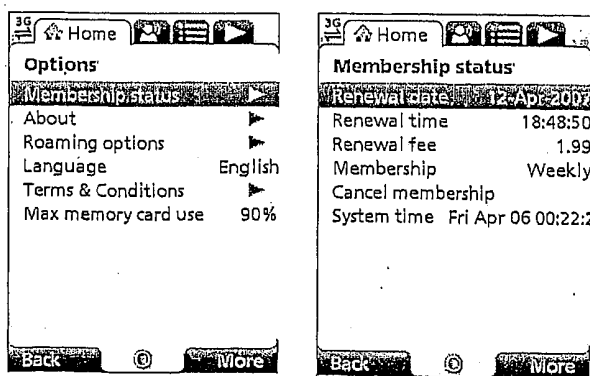 3G
Home
Options
Membership status
About
Roaming options
Language English
Terms & Conditions
Max memory card use 90%
Back More
3G
Home
Membership status
Renewal date 12-Apr-2007
Renewal time 18:48:50
Renewal fee 1.99
Membership Weekly
Cancel membership
System time Fri Apr 06 00:22:2
Back More